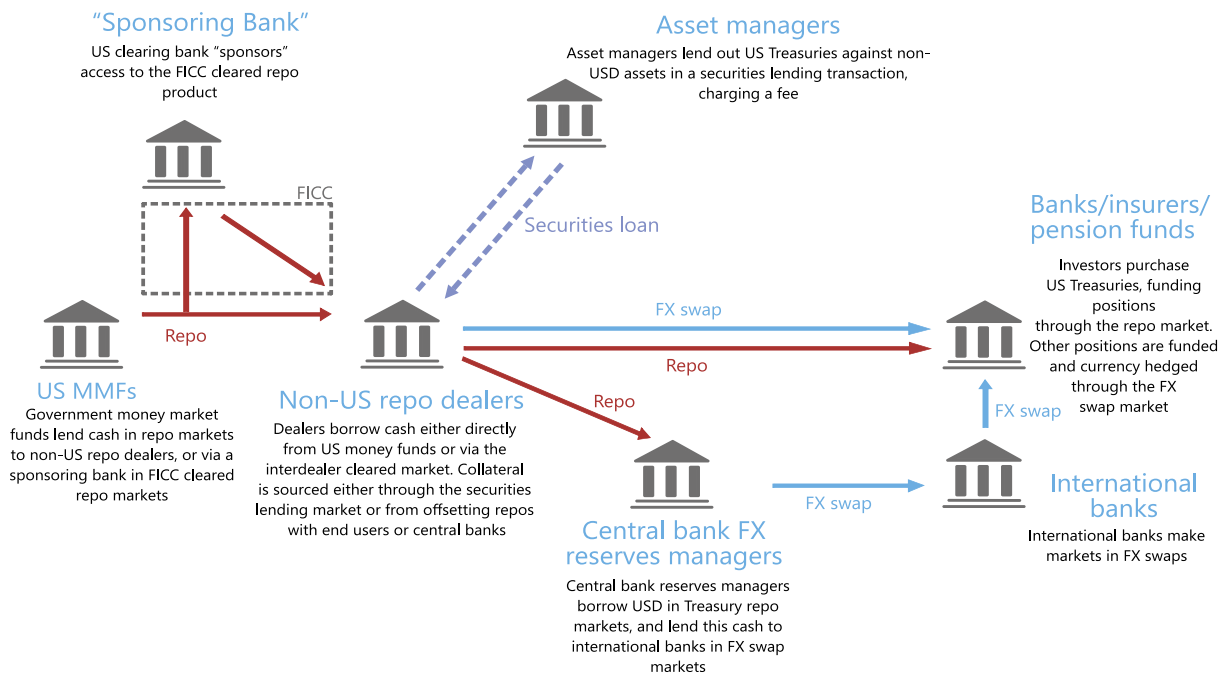 “Sponsoring Bank”
US clearing bank “sponsors”
access to the FICC cleared repo
product
Asset managers
Asset managers lend out US Treasuries against non-
USD assets in a securities lending transaction,
charging a fee
FICC
Securities loan
Banks/insurers/
pension funds
Investors purchase
US Treasuries, funding
positions
through the repo market.
Other positions are funded
and currency hedged
through the FX
swap market
FX swap
Repo
Repo
US MMFs
Government money market
funds lend cash in repo markets
to non-US repo dealers, or via a
sponsoring bank in FICC cleared
repo markets
Non-US repo dealers
Dealers borrow cash either directly
from US money funds or via the
interdealer cleared market. Collateral
is sourced either through the securities
lending market or from offsetting repos
with end users or central banks
Repo
FX swap
FX swap
Central bank FX
reserves managers
Central bank reserves managers
borrow USD in Treasury repo
markets, and lend this cash to
international banks in FX swap
markets
International
banks
International banks make
markets in FX swaps